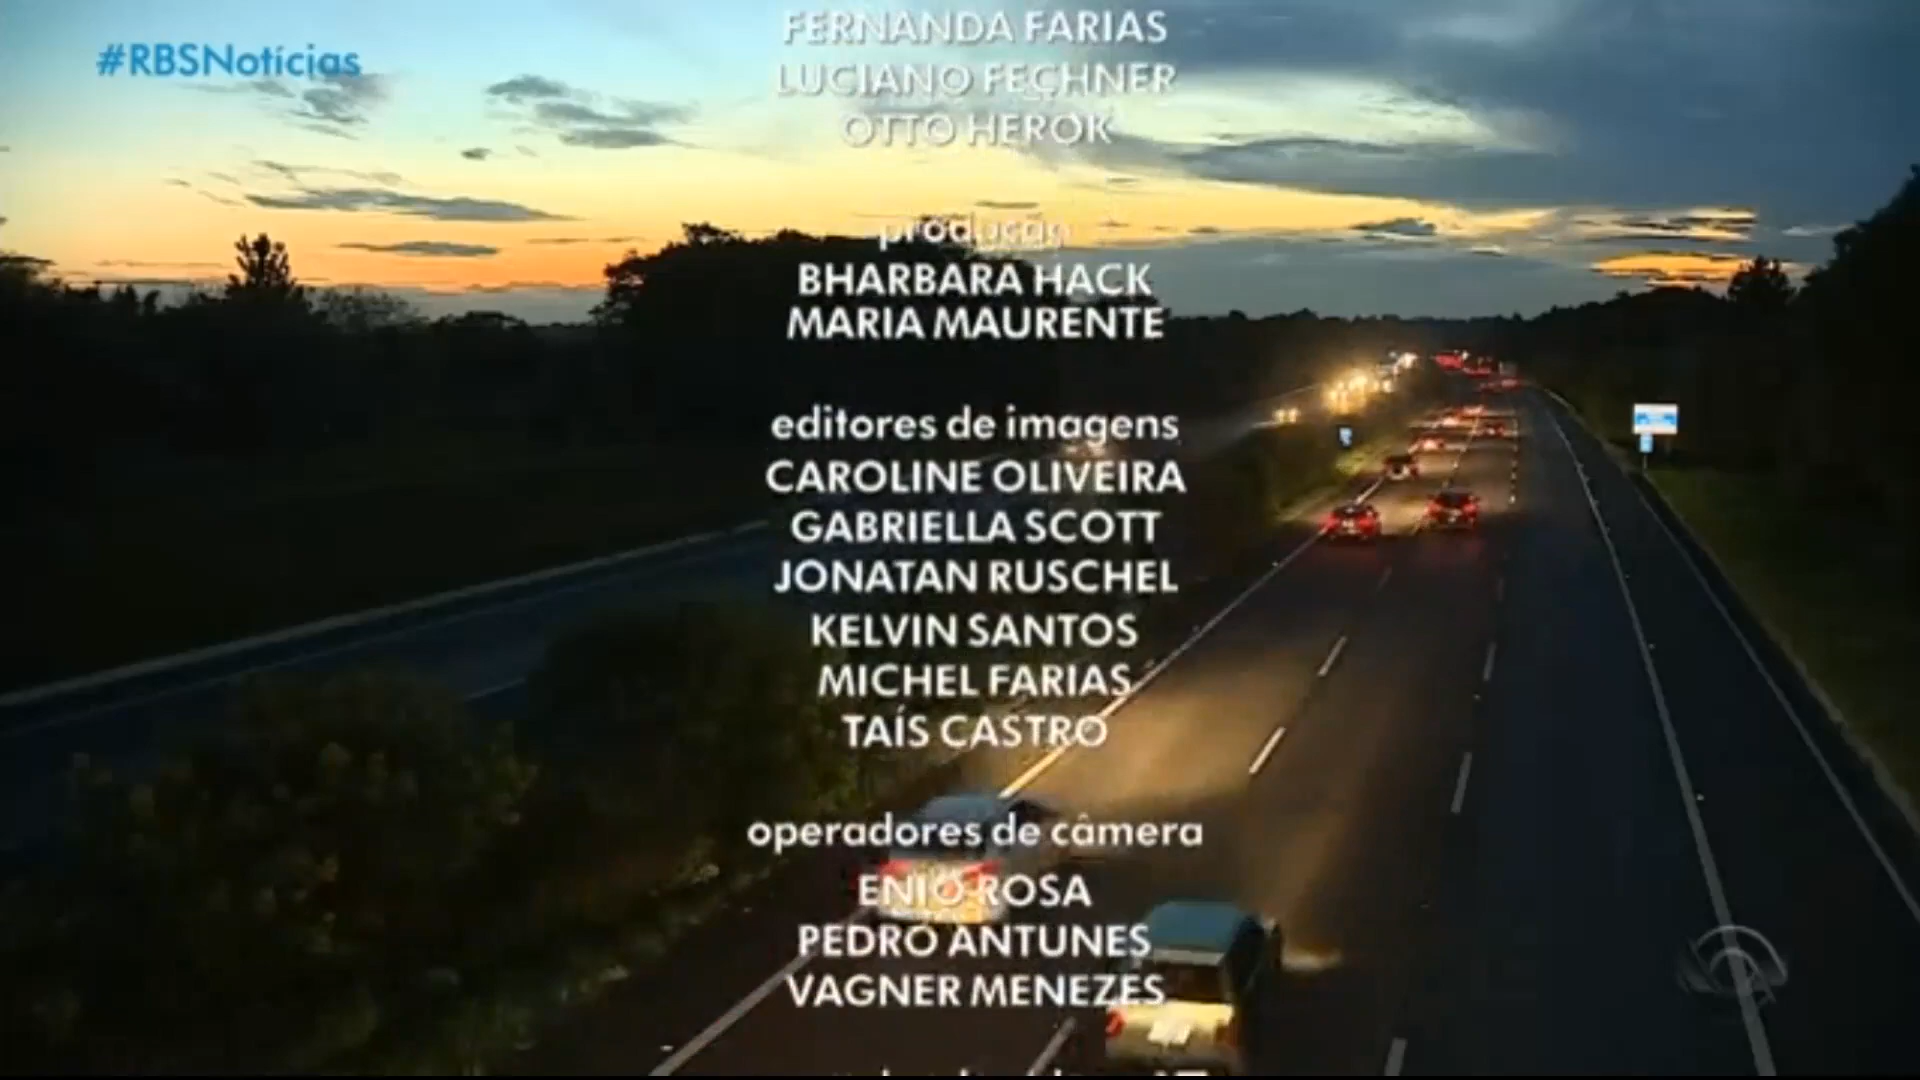 #RBSNotícias
FERNANDA FARIAS
LUCIANO FECHNER
OTTO HEROK
produção
BHARBARA HACK
MARIA MAURENTE
editores de imagens
CAROLINE OLIVEIRA
GABRIELLA SCOTT
JONATAN RUSCHEL
KELVIN SANTOS
MICHEL FARIAS
TAÍS CASTRO
operadores de câmera
ENIO ROSA
PEDRO ANTUNES
VAGNER MENEZES